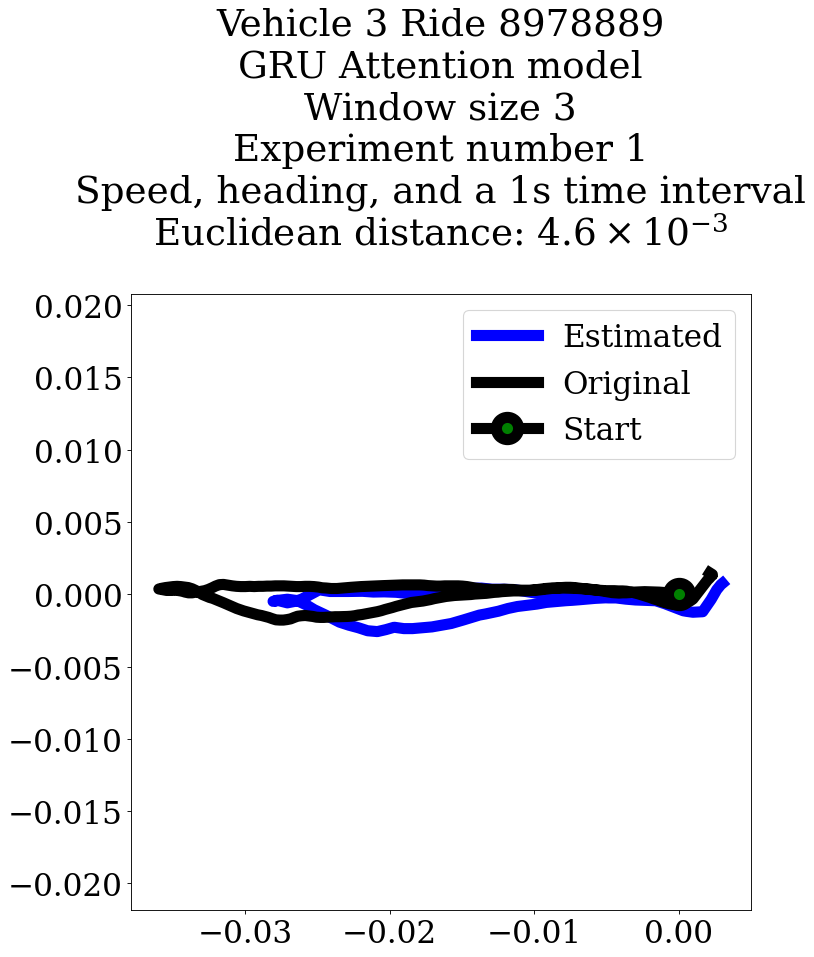 Vehicle 3 Ride 8978889
GRU Attention model
Window size 3
Experiment number 1
Speed, heading, and a 1s time interval
Euclidean distance: 4.6 × 10⁻³
0.020
0.015
0.010
0.005
0.000
−0.005
−0.010
−0.015
−0.020
Estimated
Original
Start
−0.03
−0.02
−0.01
0.00